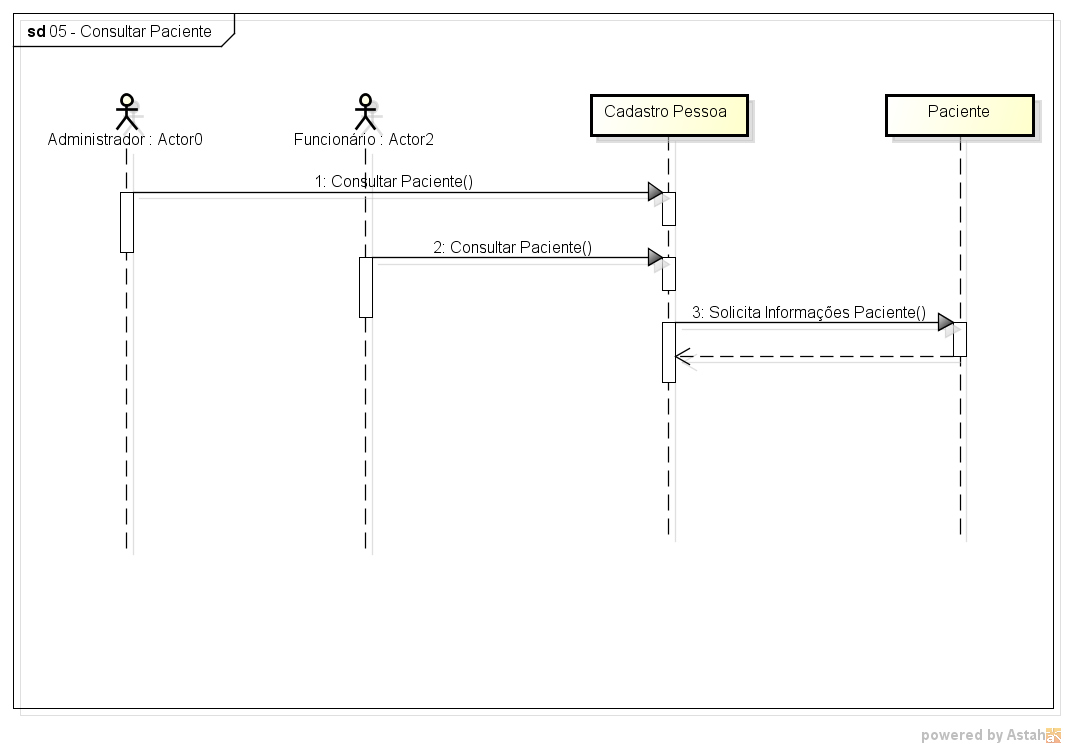 sd 05 - Consultar Paciente
Administrador : Actor0
Funcionário : Actor2
Cadastro Pessoa
Paciente
1: Consultar Paciente()
2: Consultar Paciente()
3: Solicita Informações Paciente()
powered by Astah